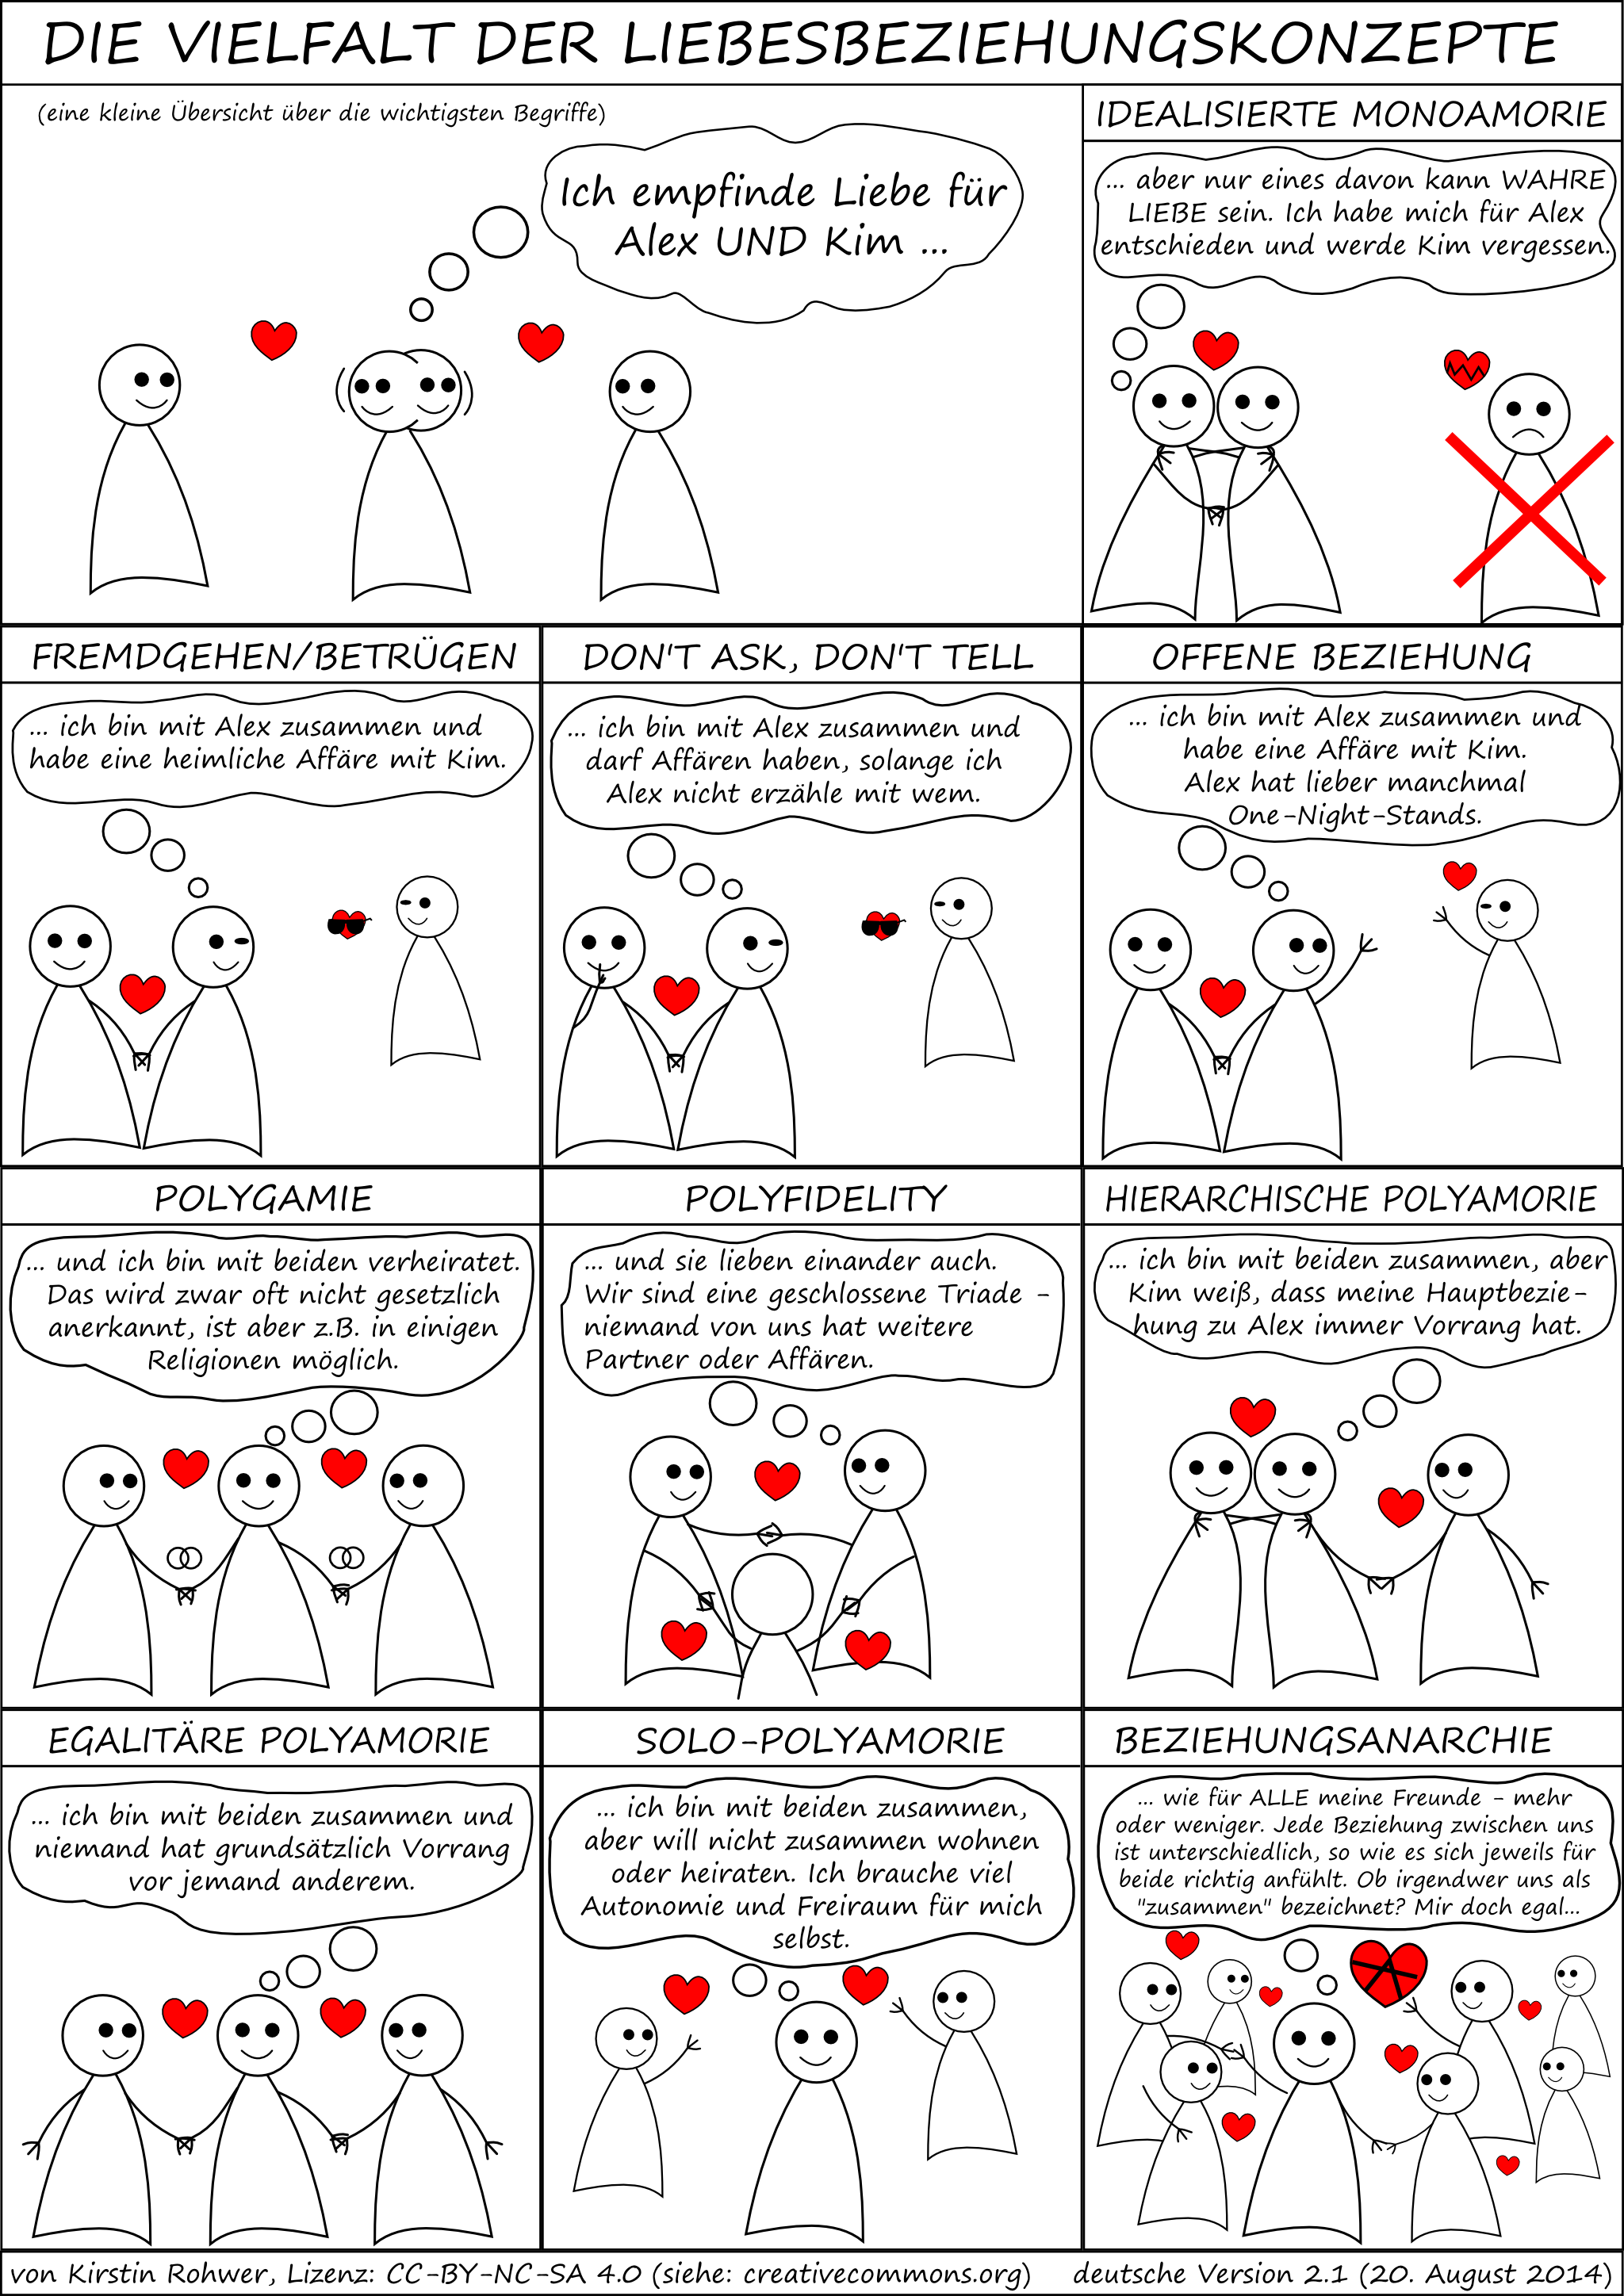 DIE VIELFALT DER LIEBESBEZIEHUNGSKONZEPTE
(eine kleine Übersicht über die wichtigsten Begriffe)
Ich empfinde Liebe für
Alex UND Kim ...
IDEALISIERTE MONOAMORIE
... aber nur eines davon kann WAHRE
LIEBE sein. Ich habe mich für Alex
entschieden und werde Kim vergessen.
FREMDGEHEN/BETRÜGEN
... ich bin mit Alex zusammen und
habe eine heimliche Affäre mit Kim.
DON'T ASK, DON'T TELL
... ich bin mit Alex zusammen und
darf Affären haben, solange ich
Alex nicht erzähle mit wem.
OFFENE BEZIEHUNG
... ich bin mit Alex zusammen und
habe eine Affäre mit Kim.
Alex hat lieber manchmal
One-Night-Stands.
POLYGAMIE
... und ich bin mit beiden verheiratet.
Das wird zwar oft nicht gesetzlich
anerkannt, ist aber z.B. in einigen
Religionen möglich.
POLYFIDELITY
... und sie lieben einander auch.
Wir sind eine geschlossene Triade -
niemand von uns hat weitere
Partner oder Affären.
HIERARCHISCHE POLYAMORIE
... ich bin mit beiden zusammen, aber
Kim weiß, dass meine Hauptbezie-
hung zu Alex immer Vorrang hat.
EGALITÄRE POLYAMORIE
... ich bin mit beiden zusammen und
niemand hat grundsätzlich Vorrang
vor jemand anderem.
SOLO-POLYAMORIE
... ich bin mit beiden zusammen,
aber will nicht zusammen wohnen
oder heiraten. Ich brauche viel
Autonomie und Freiraum für mich
selbst.
BEZIEHUNGSANARCHIE
... wie für ALLE meine Freunde - mehr
oder weniger. Jede Beziehung zwischen uns
ist unterschiedlich, so wie es sich jeweils für
beide richtig anfühlt. Ob irgendwer uns als
"zusammen" bezeichnet? Mir doch egal...
A
von Kirstin Rohwer, Lizenz: CC-BY-NC-SA 4.0 (siehe: creativecommons.org)
deutsche Version 2.1 (20. August 2014)